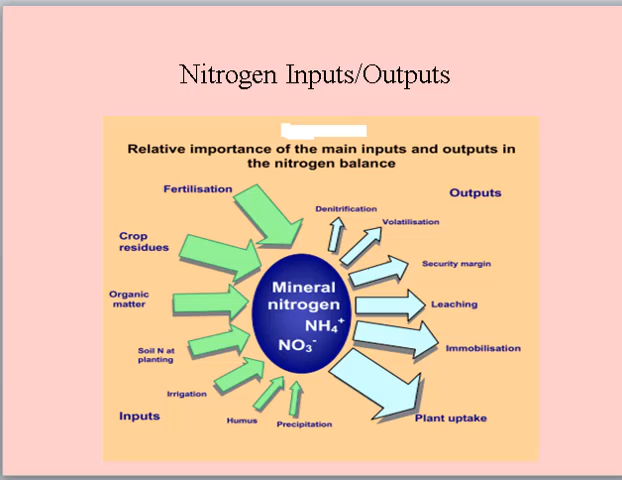 Nitrogen Inputs/Outputs
Relative importance of the main inputs and outputs in
the nitrogen balance
Fertilisation
Outputs
Denitrification
Volatilisation
Crop
residues
Security margin
Mineral
nitrogen
NH₄⁺
NO₃⁻
Organic
matter
Leaching
Soil N at
planting
Immobilisation
Irrigation
Inputs
Humus
Precipitation
Plant uptake